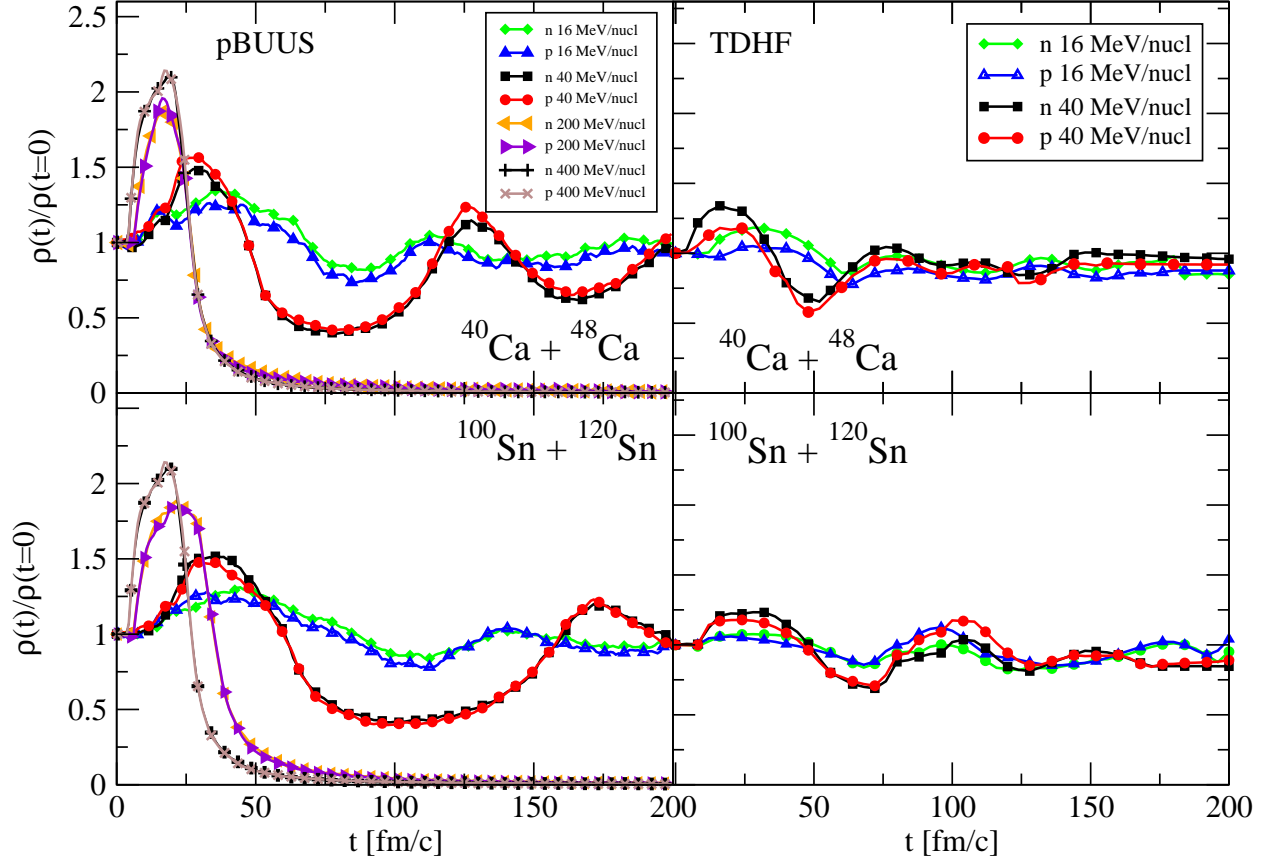 2.5
2
1.5
1
0.5
0
ρ(t)/ρ(t=0)
pBUUS
n 16 MeV/nucl
p 16 MeV/nucl
n 40 MeV/nucl
p 40 MeV/nucl
n 200 MeV/nucl
p 200 MeV/nucl
n 400 MeV/nucl
p 400 MeV/nucl
40Ca + 48Ca
TDHF
n 16 MeV/nucl
p 16 MeV/nucl
n 40 MeV/nucl
p 40 MeV/nucl
40Ca + 48Ca
2
1.5
1
0.5
0
ρ(t)/ρ(t=0)
100Sn + 120Sn
100Sn + 120Sn
0 50 100 150 200 0 50 100 150 200
t [fm/c] t [fm/c]